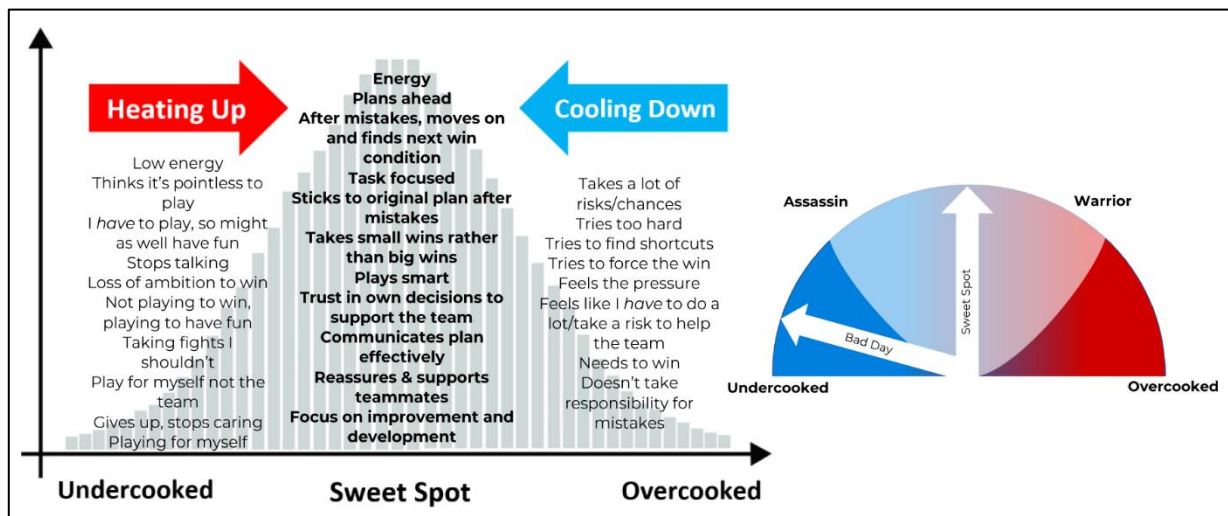 Heating Up
Low energy
Thinks it's pointless to
play
I have to play, so might
as well have fun
Stops talking
Loss of ambition to win
Not playing to win,
playing to have fun
Taking fights I
shouldn't
Play for myself not the
team
Gives up, stops caring
Playing for myself
Energy
Plans ahead
After mistakes, moves on
and finds next win
condition
Task focused
Sticks to original plan after
mistakes
Takes small wins rather
than big wins
Plays smart
Trust in own decisions to
support the team
Communicates plan
effectively
Reassures & supports
teammates
Focus on improvement and
development
Cooling Down
Takes a lot of
risks/chances
Tries too hard
Tries to find shortcuts
Tries to force the win
Feels the pressure
Feels like I have to do a
lot/take a risk to help
the team
Needs to win
Doesn't take
responsibility for
mistakes
Undercooked
Sweet Spot
Overcooked
Assassin
Warrior
Sweet Spot
Bad Day
Undercooked
Overcooked